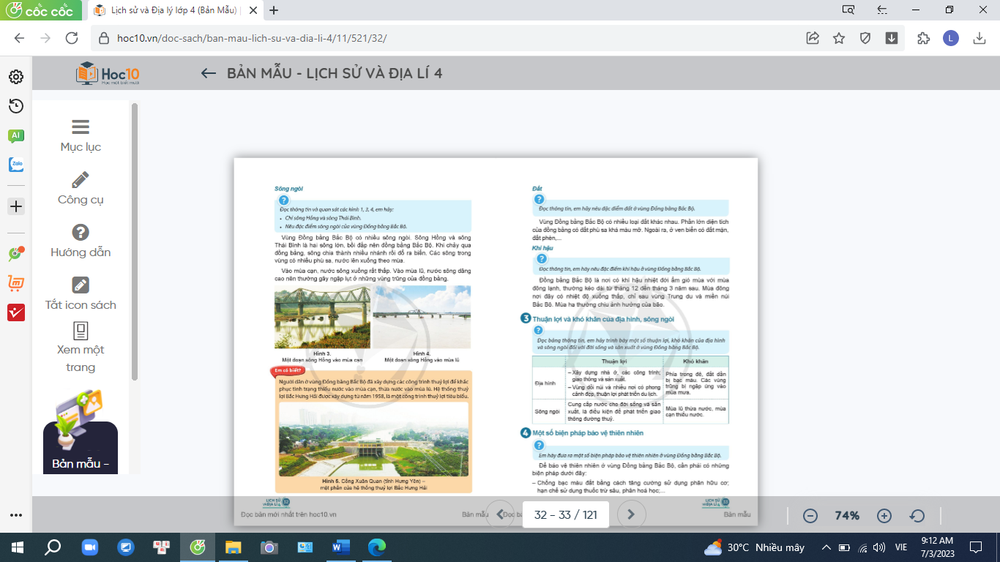 cốc cốc
Lịch sử và Địa lý lớp 4 (Bản Mẫu)
hoc10.vn/doc-sach/ban-mau-lich-su-va-dia-li-4/11/521/32/
L
Hoc10
Học một biết mười
BẢN MẪU - LỊCH SỬ VÀ ĐỊA LÍ 4
AI
Zalo
Mục lục
Công cụ
Hướng dẫn
Tắt icon sách
Xem một
trang
Bản mẫu –
Sông ngòi
?
Đọc thông tin và quan sát các hình 1, 3, 4, em hãy:
• Chỉ sông Hồng và sông Thái Bình.
• Nêu đặc điểm sông ngòi của vùng Đồng bằng Bắc Bộ.
Vùng Đồng bằng Bắc Bộ có nhiều sông ngòi. Sông Hồng và sông
Thái Bình là hai sông lớn, bồi đắp nên đồng bằng Bắc Bộ. Khi chảy qua
đồng bằng, sông chia thành nhiều nhánh rồi đổ ra biển. Các sông trong
vùng có nhiều phù sa, nước lên xuống theo mùa.
Vào mùa cạn, nước sông xuống rất thấp. Vào mùa lũ, nước sông dâng
cao nên thường gây ngập lụt ở những vùng trũng của đồng bằng.
Hình 3.
Một đoạn sông Hồng vào mùa cạn
Hình 4.
Một đoạn sông Hồng vào mùa lũ
Em có biết?
Người dân ở vùng Đồng bằng Bắc Bộ đã xây dựng các công trình thuỷ lợi để khắc
phục tình trạng thiếu nước vào mùa cạn, thừa nước vào mùa lũ. Hệ thống thuỷ
lợi Bắc Hưng Hải được xây dựng từ năm 1958, là một công trình thuỷ lợi tiêu biểu.
Hình 5. Cống Xuân Quan (tỉnh Hưng Yên) –
một phần của hệ thống thuỷ lợi Bắc Hưng Hải
LỊCH SỬ
VÀ ĐỊA LÍ 4
32
Đọc bản mới nhất trên hoc10.vn
Bản mẫu
Đất
?
Đọc thông tin, em hãy nêu đặc điểm đất ở vùng Đồng bằng Bắc Bộ.
Vùng Đồng bằng Bắc Bộ có nhiều loại đất khác nhau. Phần lớn diện tích
của đồng bằng có đất phù sa khá màu mỡ. Ngoài ra, ở ven biển có đất mặn,
đất phèn,...
Khí hậu
?
Đọc thông tin, em hãy nêu đặc điểm khí hậu ở vùng Đồng bằng Bắc Bộ.
Đồng bằng Bắc Bộ là nơi có khí hậu nhiệt đới ẩm gió mùa với mùa
đông lạnh, thường kéo dài từ tháng 12 đến tháng 3 năm sau. Mùa đông
nơi đây có nhiệt độ xuống thấp, chỉ sau vùng Trung du và miền núi
Bắc Bộ. Mùa hạ thường chịu ảnh hưởng của bão.
3 Thuận lợi và khó khăn của địa hình, sông ngòi
?
Đọc bảng thông tin, em hãy trình bày một số thuận lợi, khó khăn của địa hình
và sông ngòi đối với đời sống và sản xuất ở vùng Đồng bằng Bắc Bộ.
Thuận lợi
Khó khăn
Địa hình
– Xây dựng nhà ở, các công trình;
giao thông và sản xuất.
– Vùng đồi núi và nhiều nơi có phong
cảnh đẹp, thuận lợi phát triển du lịch.
Phía trong đê, đất dần
bị bạc màu. Các vùng
trũng bị ngập úng vào
mùa mưa.
Sông ngòi
Cung cấp nước cho đời sống và sản
xuất, là điều kiện để phát triển giao
thông đường thuỷ.
Mùa lũ thừa nước, mùa
cạn thiếu nước.
4 Một số biện pháp bảo vệ thiên nhiên
?
Em hãy đưa ra một số biện pháp bảo vệ thiên nhiên ở vùng Đồng bằng Bắc Bộ.
Để bảo vệ thiên nhiên ở vùng Đồng bằng Bắc Bộ, cần phải có những
biện pháp dưới đây:
– Chống bạc màu đất bằng cách tăng cường sử dụng phân hữu cơ;
hạn chế sử dụng thuốc trừ sâu, phân hoá học;...
LỊCH SỬ
VÀ ĐỊA LÍ 4
33
Đọc bả
Bản mẫu
32 – 33 / 121
74%
30°C Nhiều mây
VIE
9:12 AM
7/3/2023